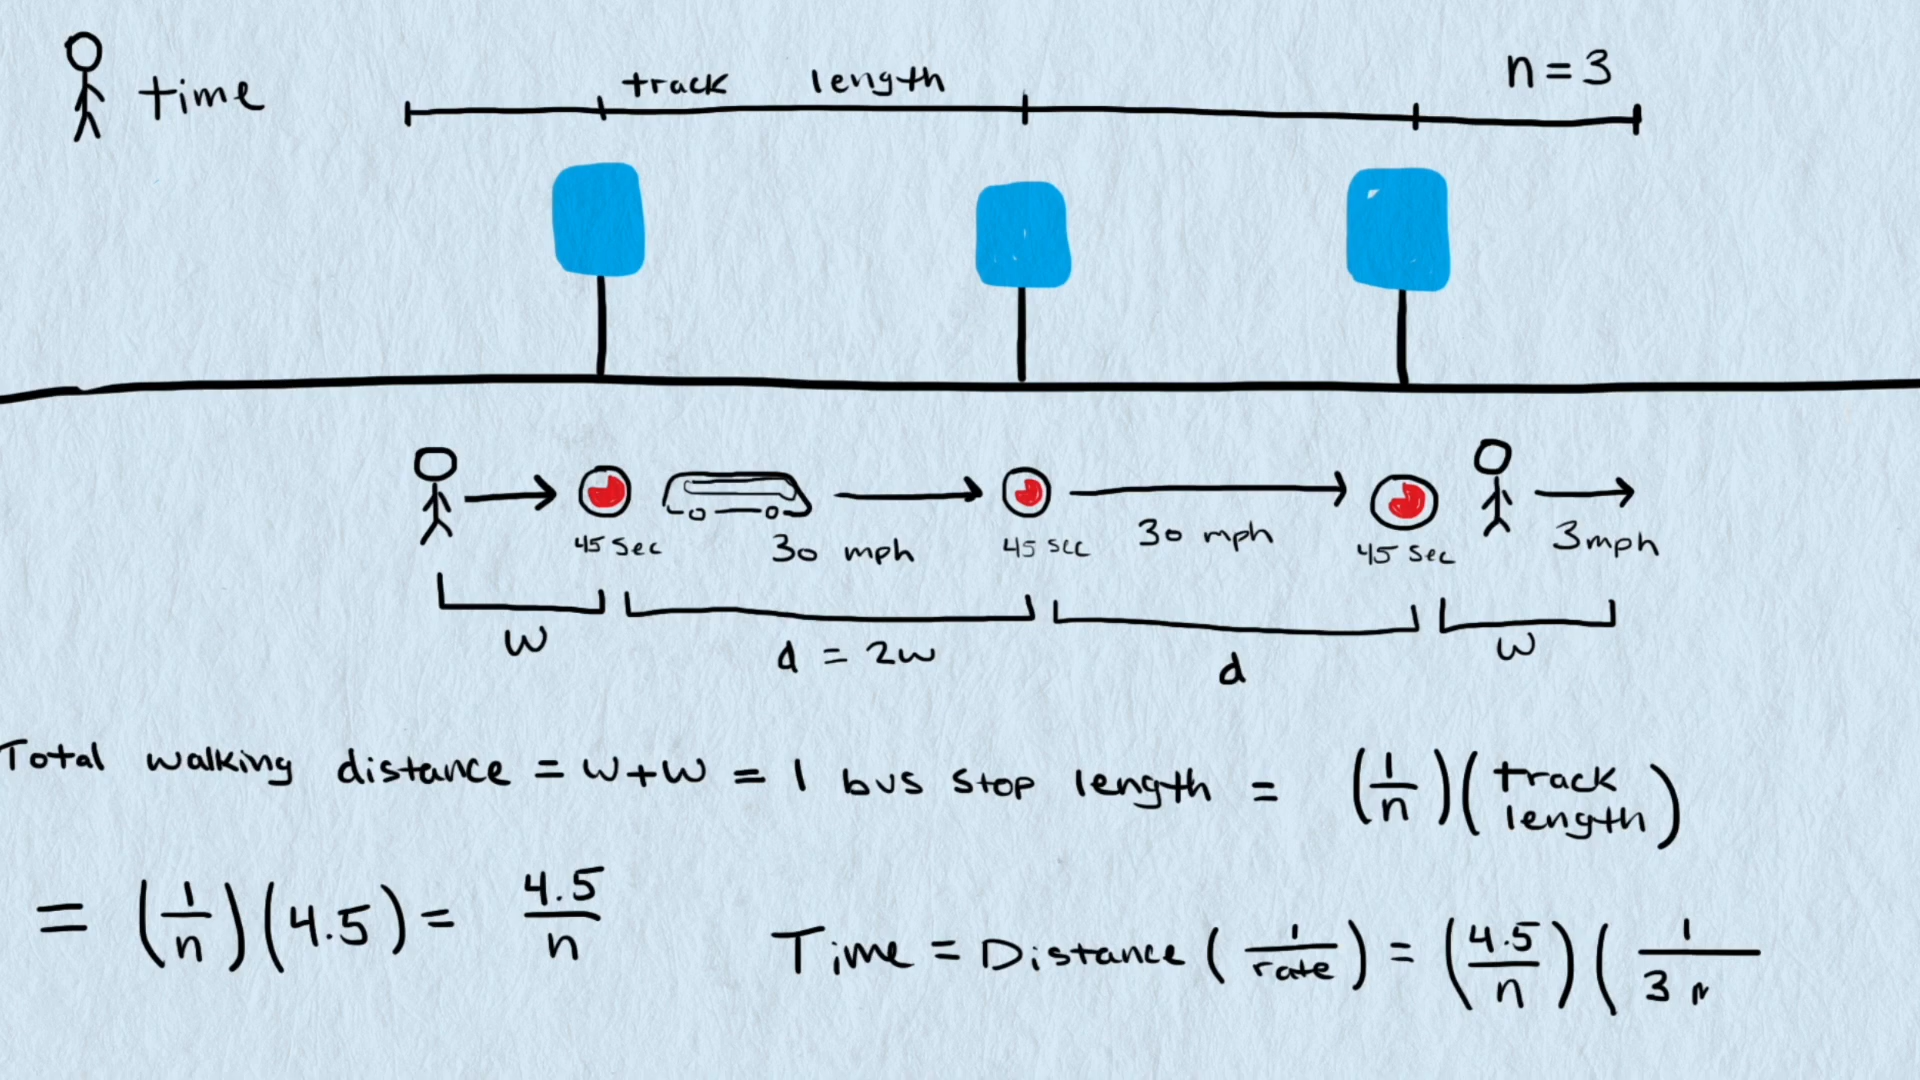 time
track length
n = 3
45 sec
30 mph
45 sec
30 mph
45 sec
3mph
w
d = 2w
d
w
Total walking distance = w+w = 1 bus stop length = (1/n)(track length)
= (1/n)(4.5) = 4.5/n
Time = Distance (1/rate) = (4.5/n)(1/3